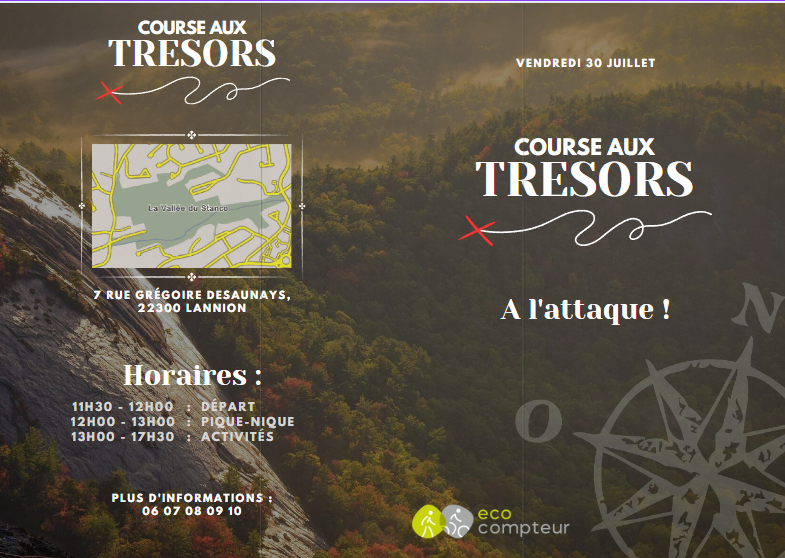 COURSE AUX
TRESORS
La Vallée du Stanco
7 RUE GRÉGOIRE DESAUNAYS,
22300 LANNION
Horaires :
11H30 - 12H00 : DÉPART
12H00 - 13H00 : PIQUE-NIQUE
13H00 - 17H30 : ACTIVITÉS
PLUS D'INFORMATIONS :
06 07 08 09 10
VENDREDI 30 JUILLET
COURSE AUX
TRESORS
A l'attaque !
N
O
eco
compteur